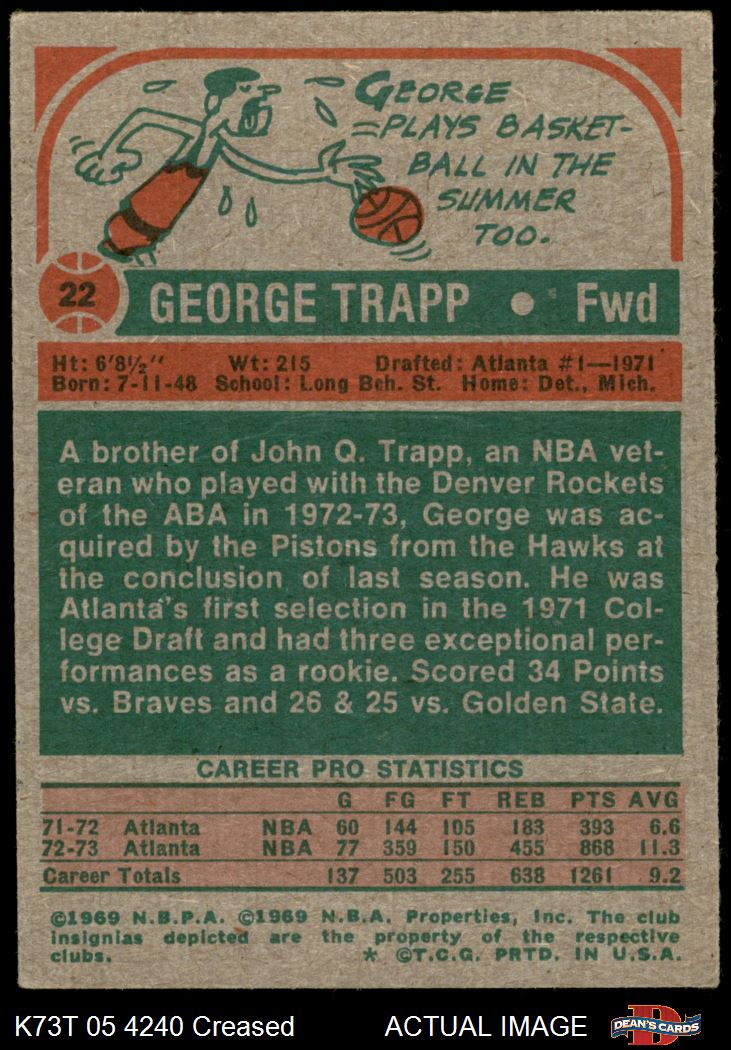 GEORGE
PLAYS BASKET-
BALL IN THE
SUMMER
TOO.
22 GEORGE TRAPP • Fwd
Ht: 6'8½" Wt: 215 Drafted: Atlanta #1—1971
Born: 7-11-48 School: Long Bch. St. Home: Det., Mich.
A brother of John Q. Trapp, an NBA vet-
eran who played with the Denver Rockets
of the ABA in 1972-73, George was ac-
quired by the Pistons from the Hawks at
the conclusion of last season. He was
Atlanta's first selection in the 1971 Col-
lege Draft and had three exceptional per-
formances as a rookie. Scored 34 Points
vs. Braves and 26 & 25 vs. Golden State.
CAREER PRO STATISTICS
G FG FT REB PTS AVG
71-72 Atlanta NBA 60 144 105 183 393 6.6
72-73 Atlanta NBA 77 359 150 455 868 11.3
Career Totals 137 503 255 638 1261 9.2
©1969 N.B.P.A. ©1969 N.B.A. Properties, Inc. The club
insignias depicted are the property of the respective
clubs. * ©T.C.G. PRTD. IN U.S.A.
K73T 05 4240 Creased ACTUAL IMAGE D DEAN'S CARDS